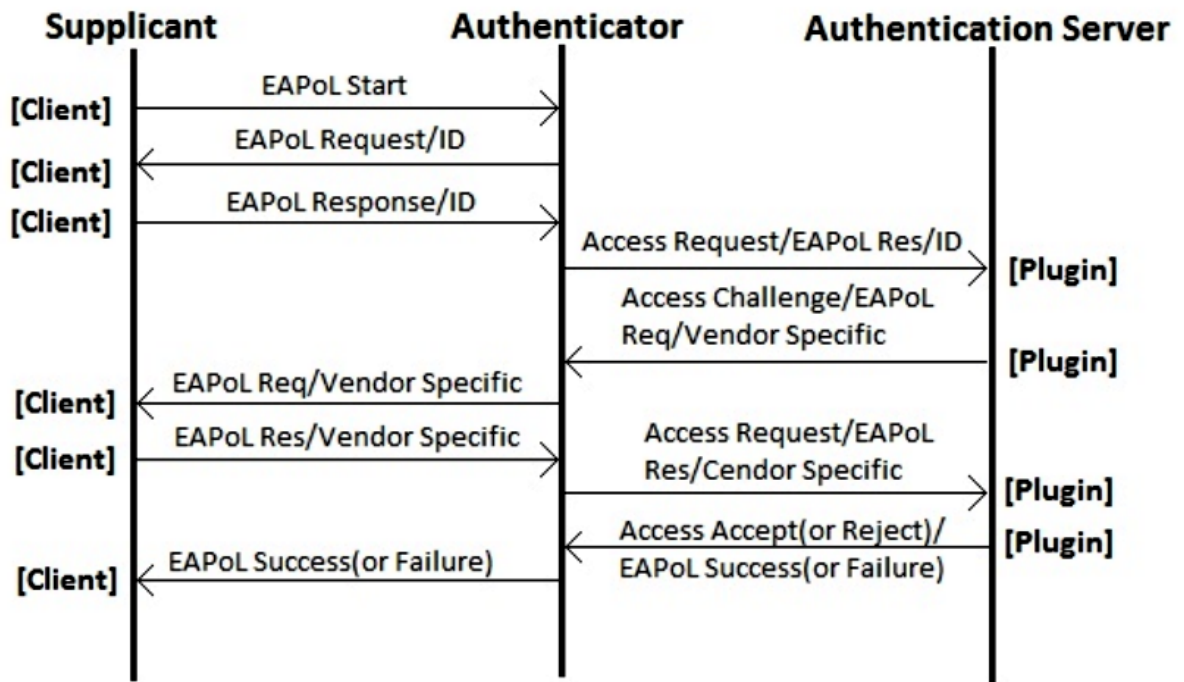 Supplicant
Authenticator
Authentication Server
EAPoL Start
[Client]
EAPoL Request/ID
[Client]
EAPoL Response/ID
[Client]
Access Request/EAPoL Res/ID
[Plugin]
Access Challenge/EAPoL
Req/Vendor Specific
[Plugin]
EAPoL Req/Vendor Specific
[Client]
EAPoL Res/Vendor Specific
[Client]
Access Request/EAPoL
Res/Cendor Specific
[Plugin]
Access Accept(or Reject)/
EAPoL Success(or Failure)
[Plugin]
EAPoL Success(or Failure)
[Client]